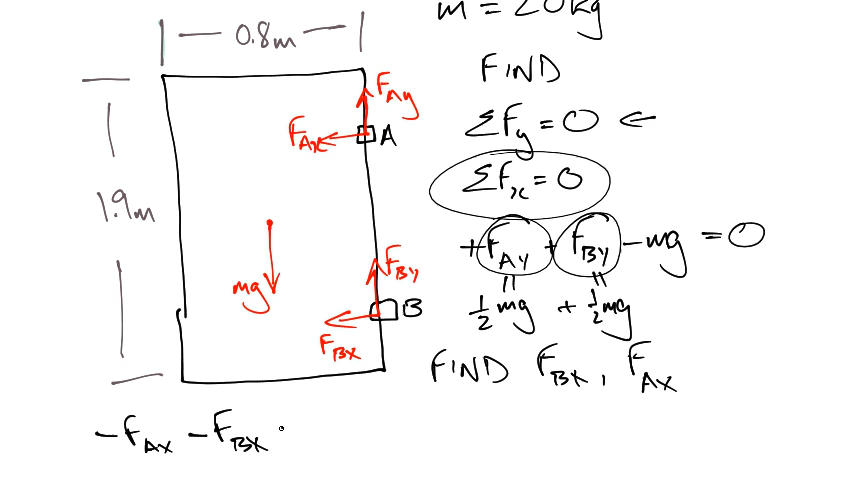 m = 20kg
0.8m
FIND
F_Ay
ΣF_y = 0 ←
F_Ax
A
ΣF_x = 0
1.9m
+F_AY + F_BY - mg = 0
F_By
mg
B
= =
½mg + ½mg
F_BX
FIND F_BX, F_AX
-F_AX - F_BX